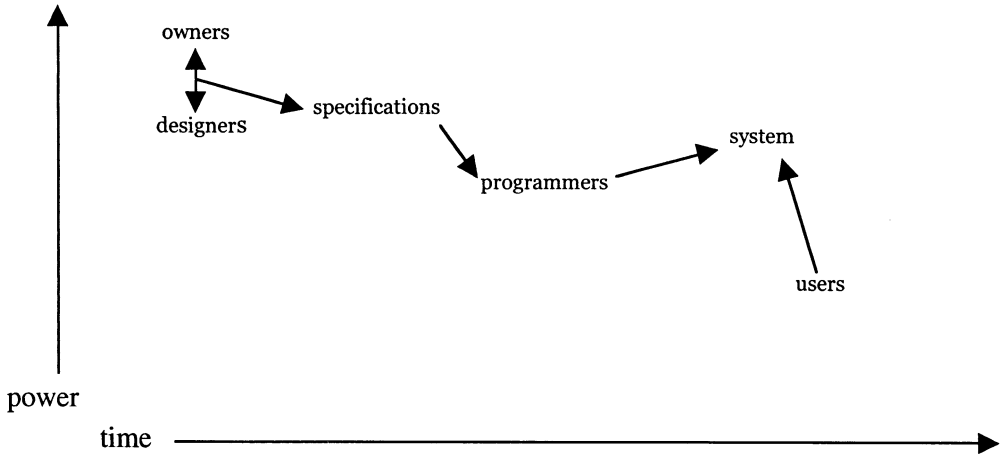 owners
designers
specifications
programmers
system
users
power
time